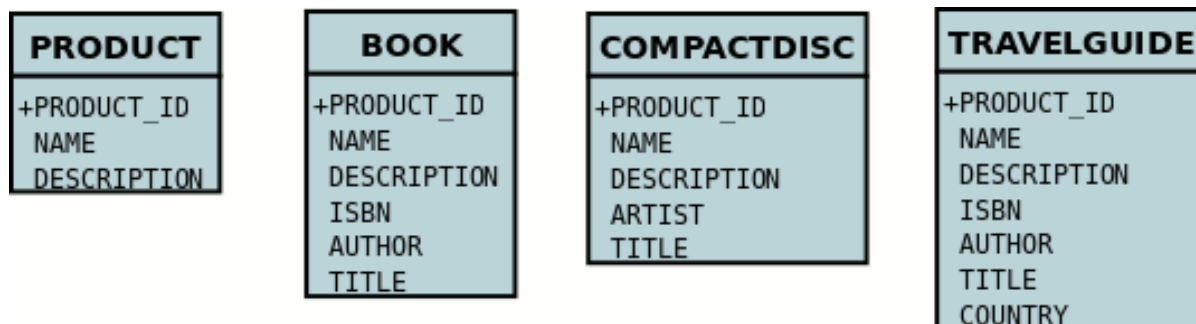 PRODUCT
+PRODUCT_ID
NAME
DESCRIPTION
BOOK
+PRODUCT_ID
NAME
DESCRIPTION
ISBN
AUTHOR
TITLE
COMPACTDISC
+PRODUCT_ID
NAME
DESCRIPTION
ARTIST
TITLE
TRAVELGUIDE
+PRODUCT_ID
NAME
DESCRIPTION
ISBN
AUTHOR
TITLE
COUNTRY